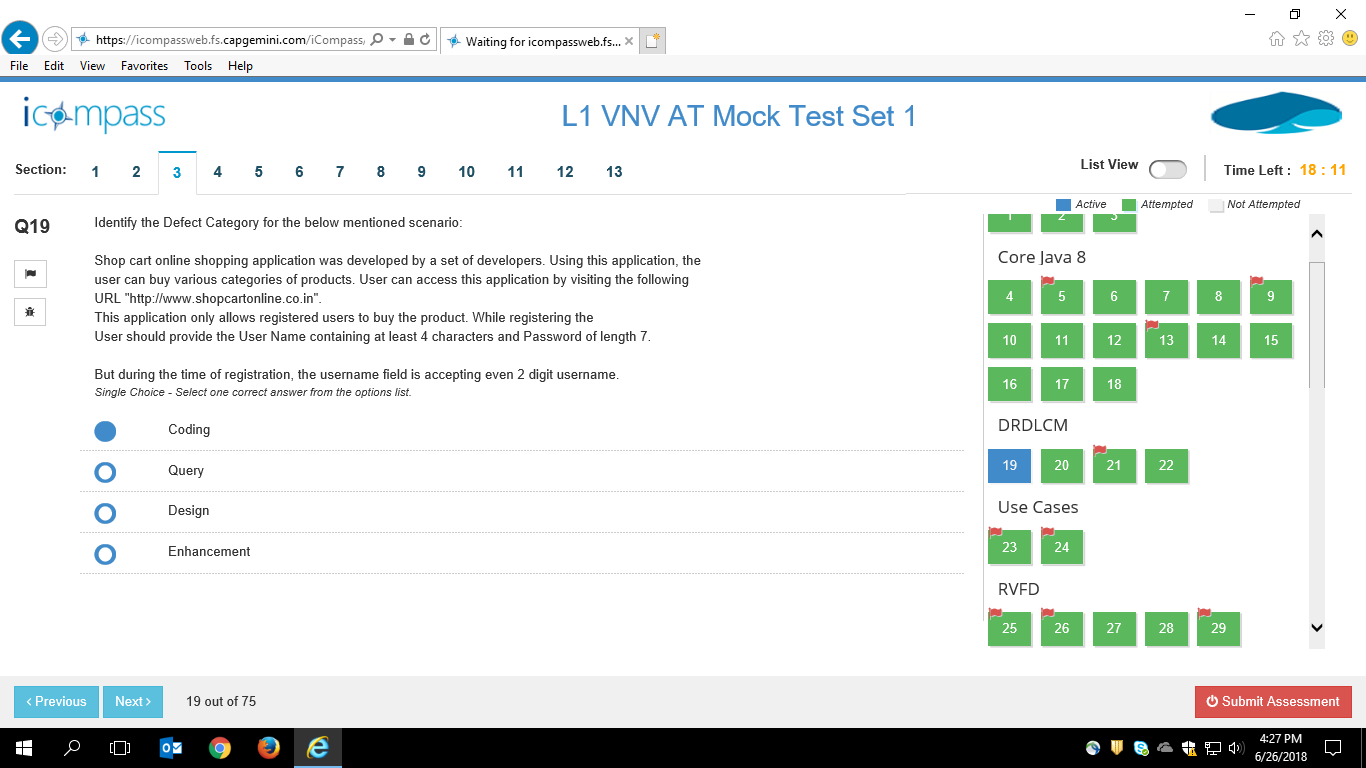 https://icompassweb.fs.capgemini.com/iCompass/
Waiting for icompassweb.fs...
File Edit View Favorites Tools Help
icompass
L1 VNV AT Mock Test Set 1
Section: 1 2 3 4 5 6 7 8 9 10 11 12 13
List View
Time Left : 18 : 11
Active Attempted Not Attempted
Q19
Identify the Defect Category for the below mentioned scenario:
Shop cart online shopping application was developed by a set of developers. Using this application, the
user can buy various categories of products. User can access this application by visiting the following
URL "http://www.shopcartonline.co.in".
This application only allows registered users to buy the product. While registering the
User should provide the User Name containing at least 4 characters and Password of length 7.
But during the time of registration, the username field is accepting even 2 digit username.
Single Choice - Select one correct answer from the options list.
Coding
Query
Design
Enhancement
1 2 3
Core Java 8
4 5 6 7 8 9
10 11 12 13 14 15
16 17 18
DRDLCM
19 20 21 22
Use Cases
23 24
RVFD
25 26 27 28 29
Previous
Next
19 out of 75
Submit Assessment
4:27 PM
6/26/2018